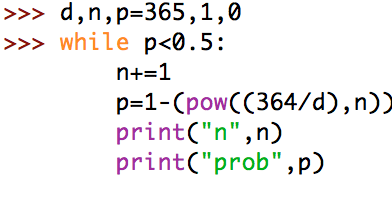 >>> d,n,p=365,1,0
>>> while p<0.5:
        n+=1
        p=1-(pow((364/d),n))
        print("n",n)
        print("prob",p)